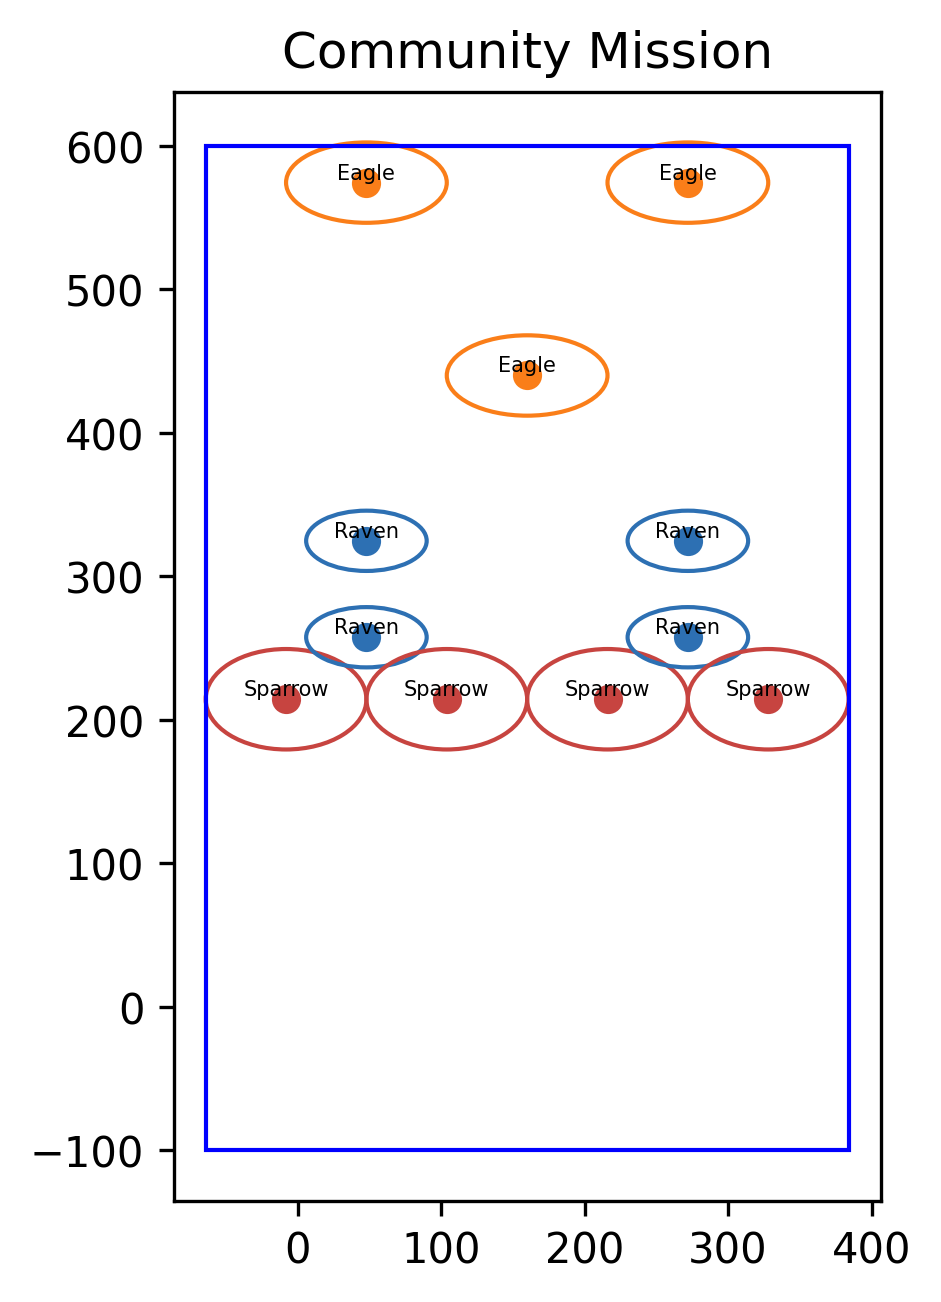 Community Mission
600
Eagle Eagle
500
Eagle
400
Raven Raven
300
Raven Raven
Sparrow Sparrow Sparrow Sparrow
200
100
0
−100
0 100 200 300 400